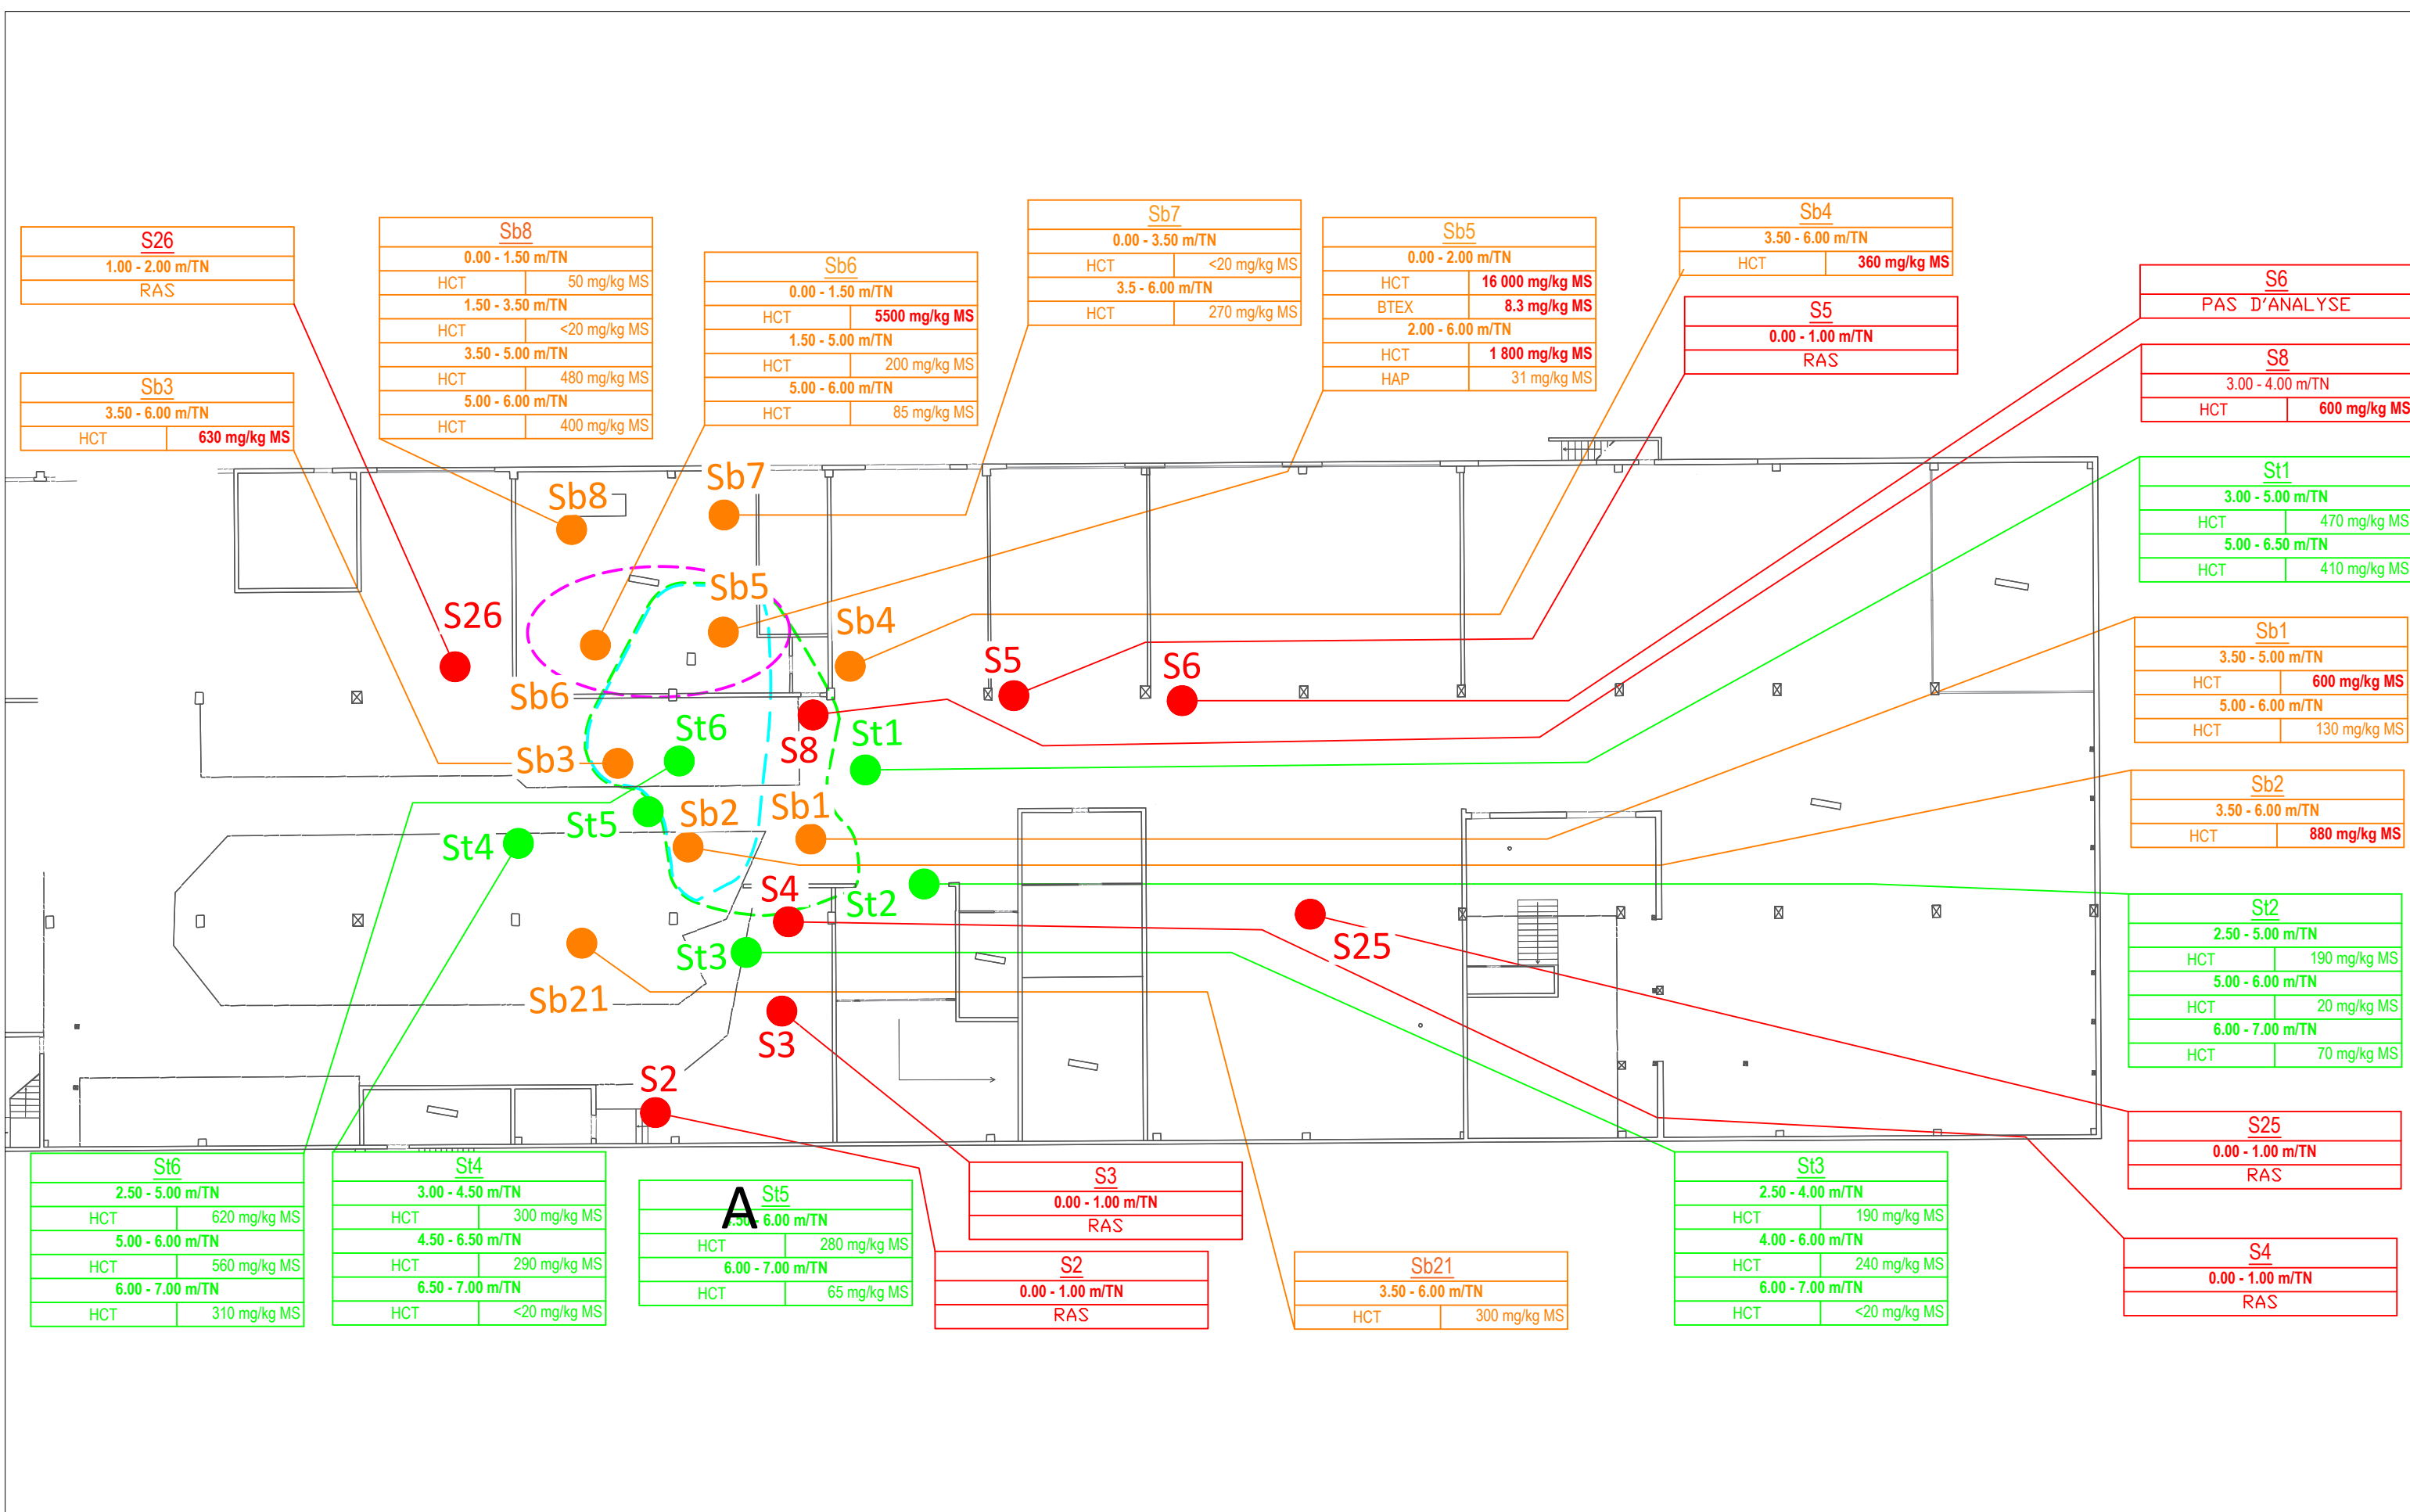 S26
1.00 - 2.00 m/TN
RAS
Sb8
0.00 - 1.50 m/TN
HCT 50 mg/kg MS
1.50 - 3.50 m/TN
HCT <20 mg/kg MS
3.50 - 5.00 m/TN
HCT 480 mg/kg MS
5.00 - 6.00 m/TN
HCT 400 mg/kg MS
Sb6
0.00 - 1.50 m/TN
HCT 5500 mg/kg MS
1.50 - 5.00 m/TN
HCT 200 mg/kg MS
5.00 - 6.00 m/TN
HCT 85 mg/kg MS
Sb7
0.00 - 3.50 m/TN
HCT <20 mg/kg MS
3.5 - 6.00 m/TN
HCT 270 mg/kg MS
Sb5
0.00 - 2.00 m/TN
HCT 16 000 mg/kg MS
BTEX 8.3 mg/kg MS
2.00 - 6.00 m/TN
HCT 1 800 mg/kg MS
HAP 31 mg/kg MS
Sb4
3.50 - 6.00 m/TN
HCT 360 mg/kg MS
S5
0.00 - 1.00 m/TN
RAS
S6
PAS D'ANALYSE
S8
3.00 - 4.00 m/TN
HCT 600 mg/kg MS
Sb3
3.50 - 6.00 m/TN
HCT 630 mg/kg MS
St1
3.00 - 5.00 m/TN
HCT 470 mg/kg MS
5.00 - 6.50 m/TN
HCT 410 mg/kg MS
Sb1
3.50 - 5.00 m/TN
HCT 600 mg/kg MS
5.00 - 6.00 m/TN
HCT 130 mg/kg MS
Sb2
3.50 - 6.00 m/TN
HCT 880 mg/kg MS
St2
2.50 - 5.00 m/TN
HCT 190 mg/kg MS
5.00 - 6.00 m/TN
HCT 20 mg/kg MS
6.00 - 7.00 m/TN
HCT 70 mg/kg MS
S25
0.00 - 1.00 m/TN
RAS
S4
0.00 - 1.00 m/TN
RAS
Sb7
Sb8
Sb5
S26
Sb4
S5
S6
Sb6
St6
St1
S8
Sb3
Sb2
Sb1
St5
St4
S4
St2
S25
St3
Sb21
S3
S2
St6
2.50 - 5.00 m/TN
HCT 620 mg/kg MS
5.00 - 6.00 m/TN
HCT 560 mg/kg MS
6.00 - 7.00 m/TN
HCT 310 mg/kg MS
St4
3.00 - 4.50 m/TN
HCT 300 mg/kg MS
4.50 - 6.50 m/TN
HCT 290 mg/kg MS
6.50 - 7.00 m/TN
HCT <20 mg/kg MS
A
St5
- 6.00 m/TN
HCT 280 mg/kg MS
6.00 - 7.00 m/TN
HCT 65 mg/kg MS
S3
0.00 - 1.00 m/TN
RAS
S2
0.00 - 1.00 m/TN
RAS
Sb21
3.50 - 6.00 m/TN
HCT 300 mg/kg MS
St3
2.50 - 4.00 m/TN
HCT 190 mg/kg MS
4.00 - 6.00 m/TN
HCT 240 mg/kg MS
6.00 - 7.00 m/TN
HCT <20 mg/kg MS